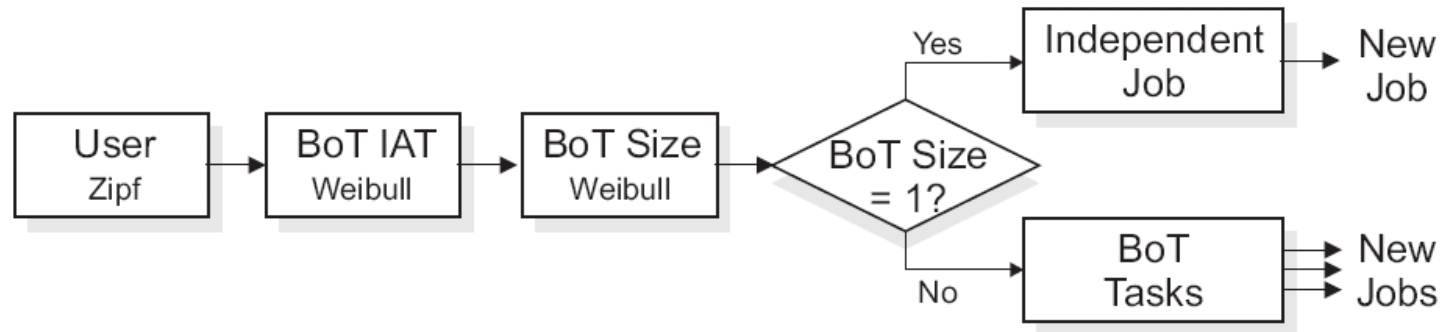 User
Zipf
BoT IAT
Weibull
BoT Size
Weibull
BoT Size
= 1?
Yes
Independent
Job
New
Job
No
BoT
Tasks
New
Jobs